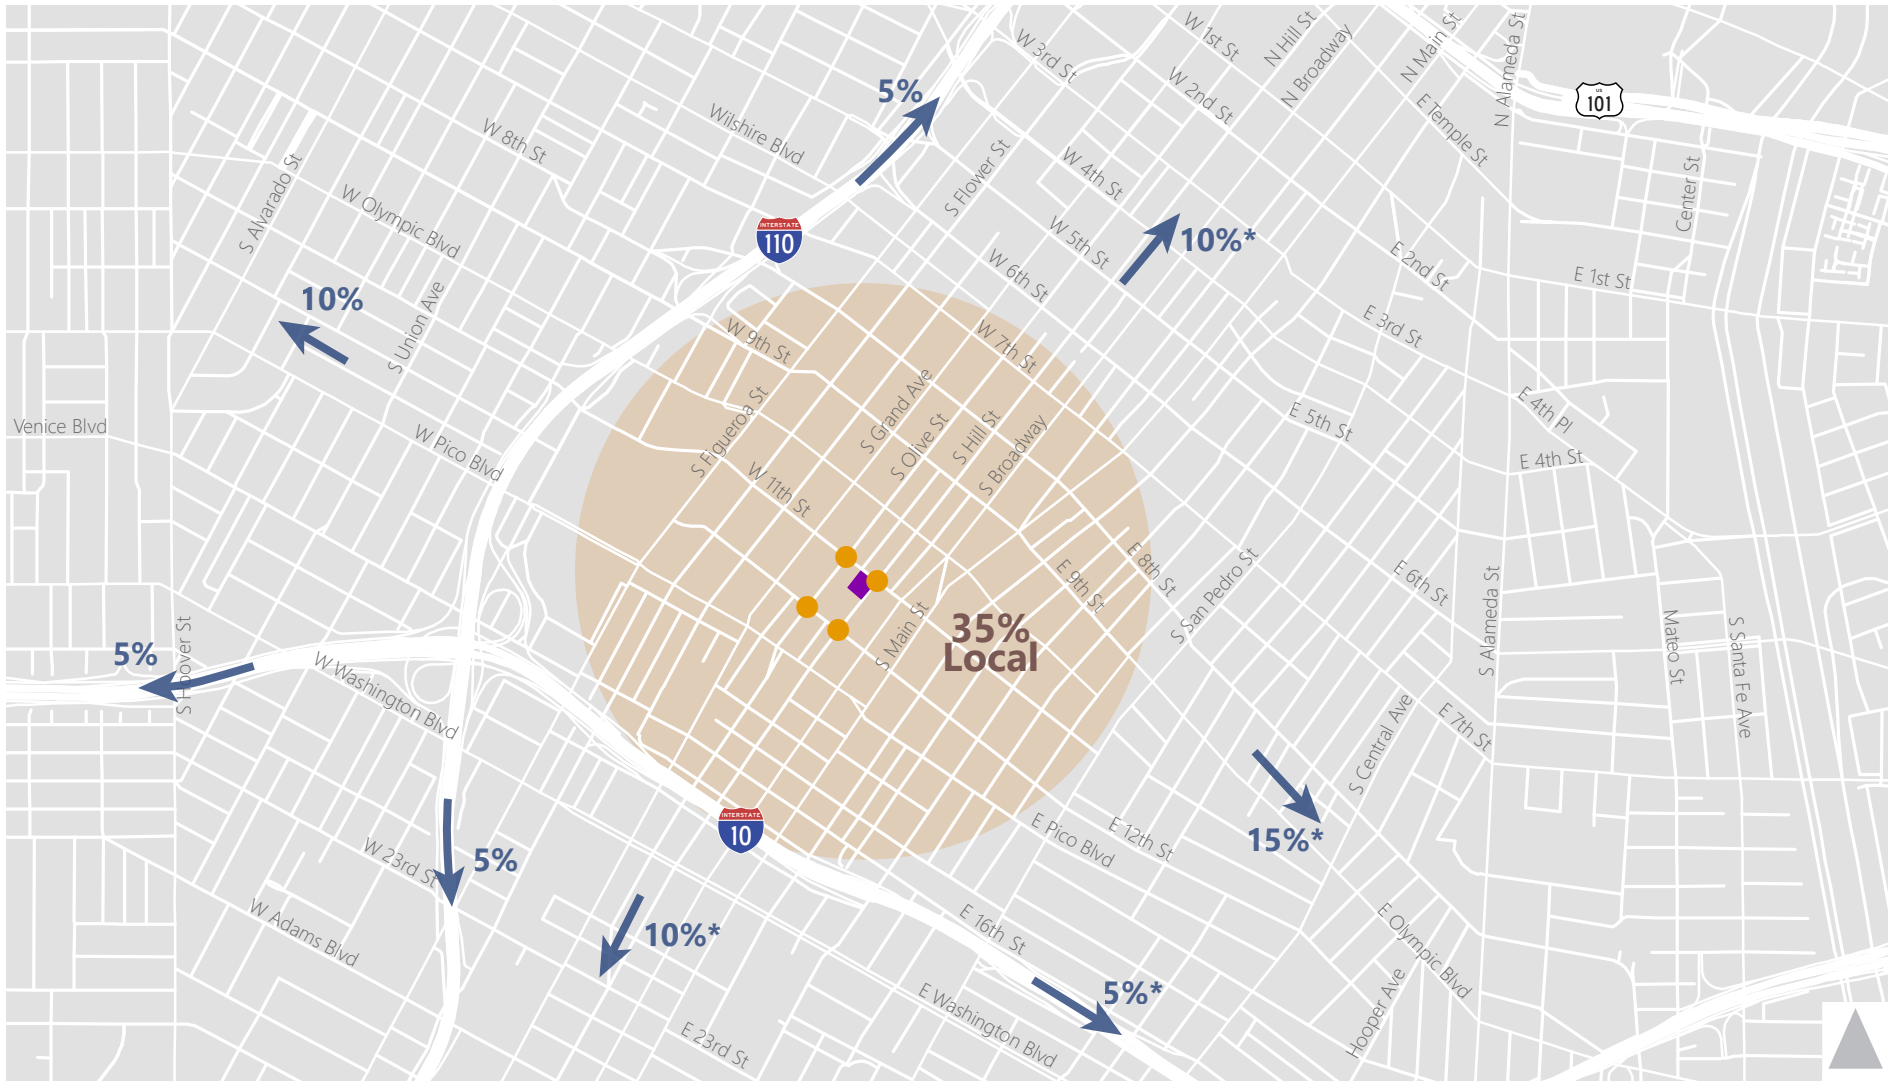 W 1st St
N Hill St
N Broadway
N Main St
N Alameda St
W 3rd St
W 2nd St
5%
US
101
E Temple St
Wilshire Blvd
W 8th St
S Flower St
W 4th St
Center St
S Alvarado St
W Olympic Blvd
INTERSTATE
110
W 5th St
10%*
E 2nd St
E 1st St
W 6th St
10%
S Union Ave
W 9th St
W 7th St
E 3rd St
S Figueroa St
S Grand Ave
S Olive St
S Hill St
S Broadway
E 5th St
E 4th Pl
Venice Blvd
W Pico Blvd
E 4th St
W 11th St
E 9th St
E 8th St
S San Pedro St
E 6th St
S Alameda St
Mateo St
S Santa Fe Ave
S Main St
35%
Local
5%
S Hoover St
W Washington Blvd
S Central Ave
E 7th St
INTERSTATE
10
E Pico Blvd
E 12th St
15%*
W 23rd St
5%
W Adams Blvd
10%*
E 16th St
E Olympic Blvd
5%*
E Washington Blvd
Hooper Ave
E 23rd St